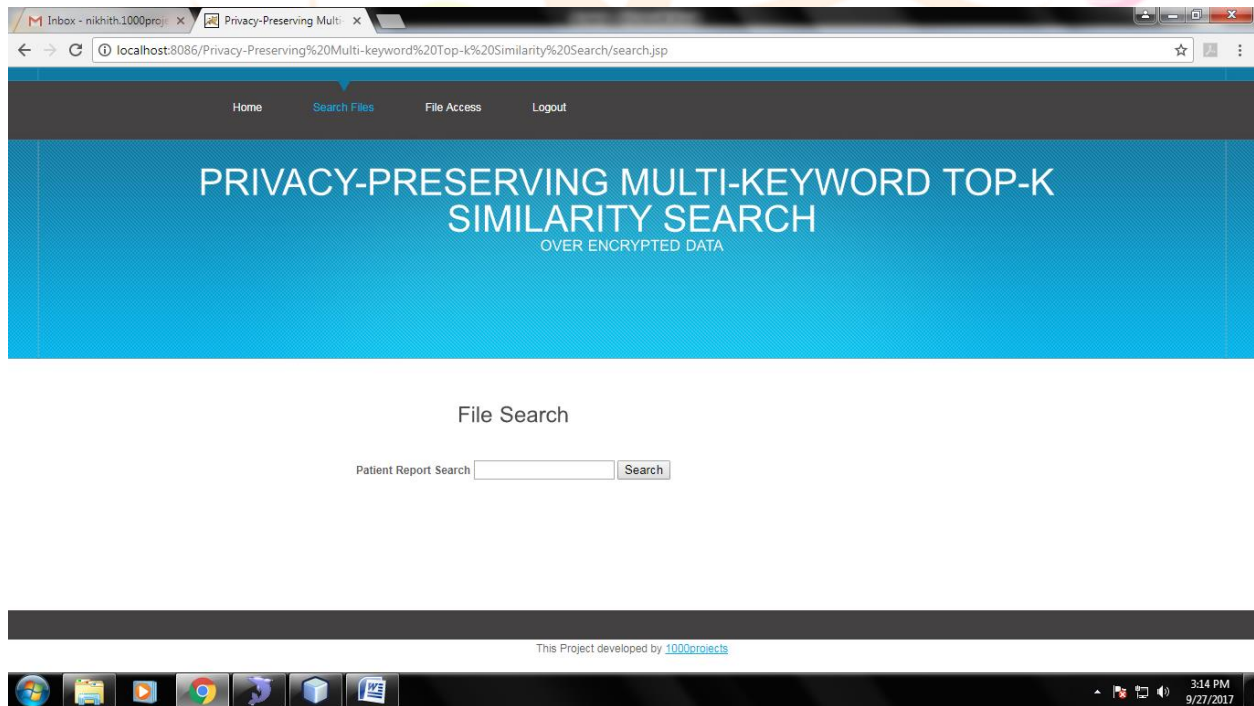 Inbox - nikhith.1000proje
Privacy-Preserving Multi-
localhost:8086/Privacy-Preserving%20Multi-keyword%20Top-k%20Similarity%20Search/search.jsp
Home Search Files File Access Logout
PRIVACY-PRESERVING MULTI-KEYWORD TOP-K
SIMILARITY SEARCH
OVER ENCRYPTED DATA
File Search
Patient Report Search Search
This Project developed by 1000projects
3:14 PM
9/27/2017